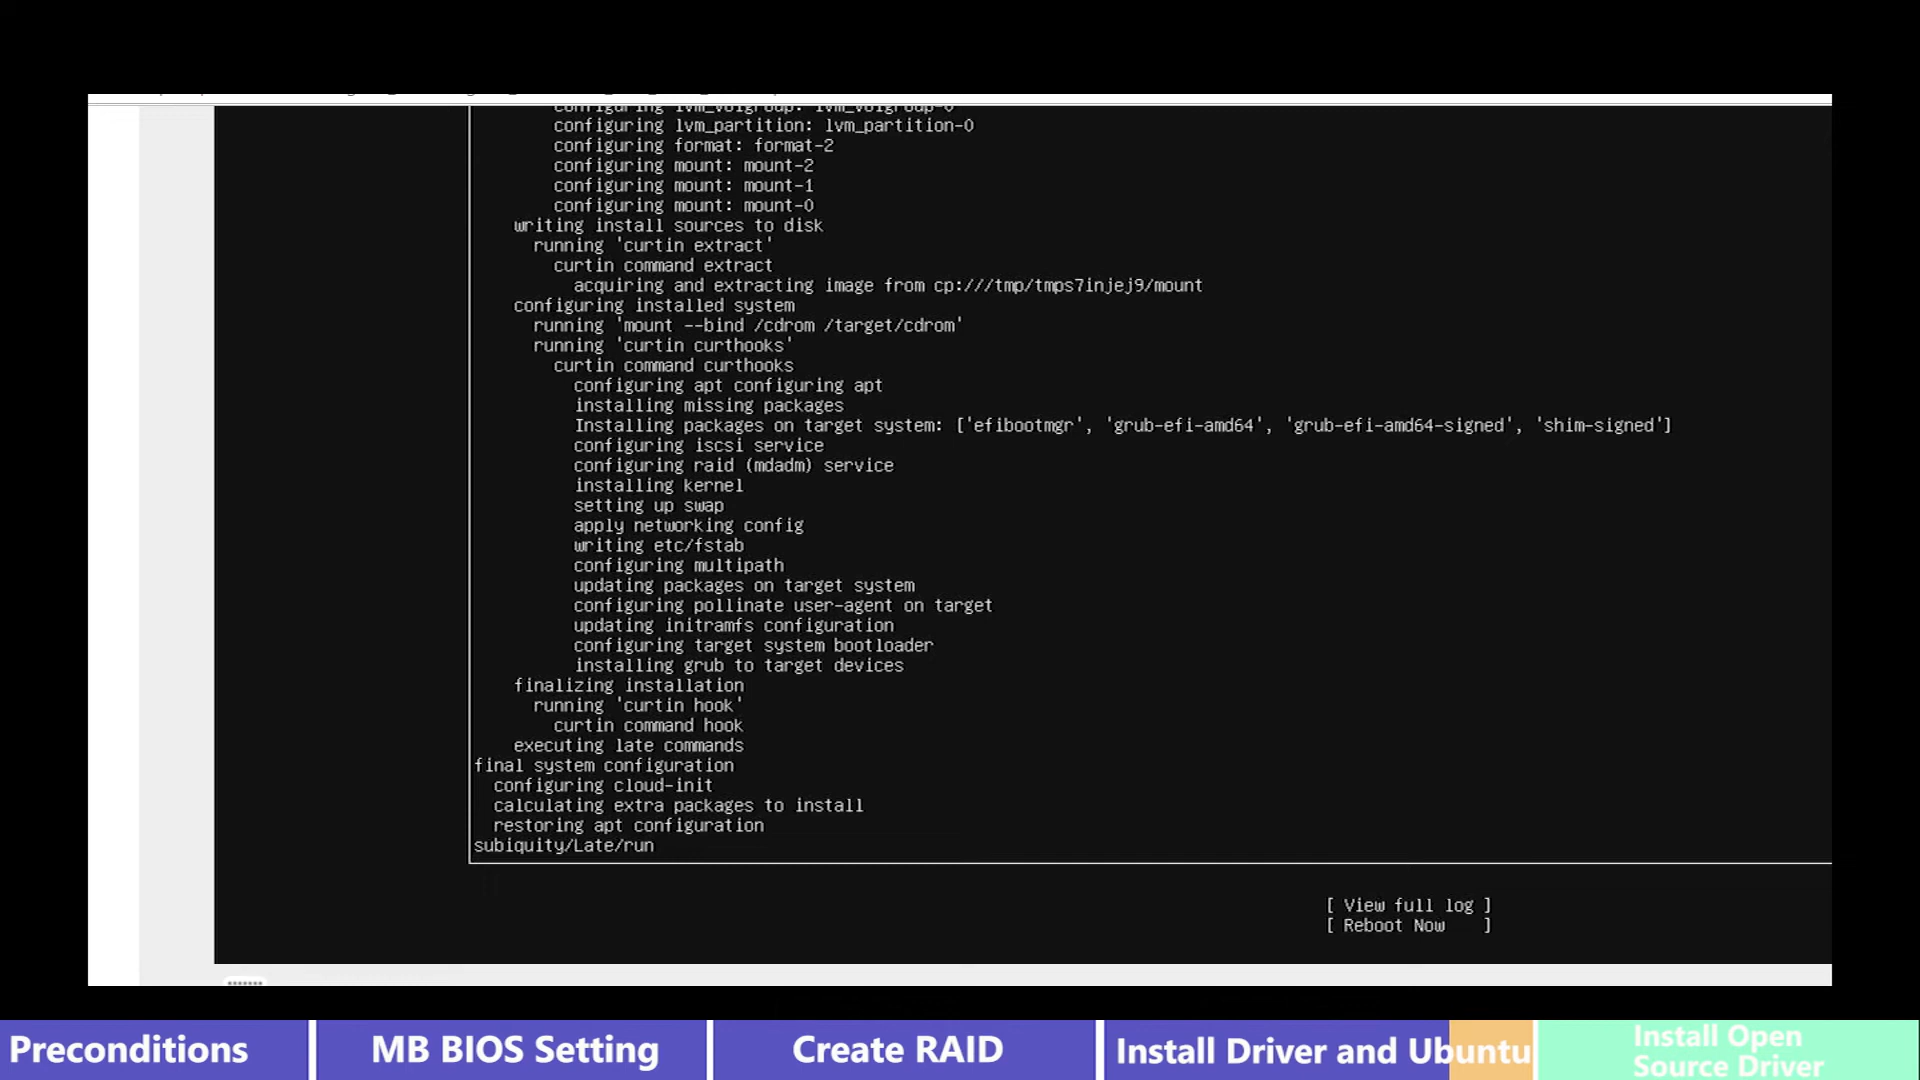 configuring lvm_volgroup: lvm_volgroup-0
configuring lvm_partition: lvm_partition-0
configuring format: format-2
configuring mount: mount-2
configuring mount: mount-1
configuring mount: mount-0
writing install sources to disk
running 'curtin extract'
curtin command extract
acquiring and extracting image from cp:///tmp/tmps7injej9/mount
configuring installed system
running 'mount --bind /cdrom /target/cdrom'
running 'curtin curthooks'
curtin command curthooks
configuring apt configuring apt
installing missing packages
Installing packages on target system: ['efibootmgr', 'grub-efi-amd64', 'grub-efi-amd64-signed', 'shim-signed']
configuring iscsi service
configuring raid (mdadm) service
installing kernel
setting up swap
apply networking config
writing etc/fstab
configuring multipath
updating packages on target system
configuring pollinate user-agent on target
updating initramfs configuration
configuring target system bootloader
installing grub to target devices
finalizing installation
running 'curtin hook'
curtin command hook
executing late commands
final system configuration
configuring cloud-init
calculating extra packages to install
restoring apt configuration
subiquity/Late/run
[ View full log ]
[ Reboot Now ]
Preconditions
MB BIOS Setting
Create RAID
Install Driver and Ubuntu
Install Open
Source Driver